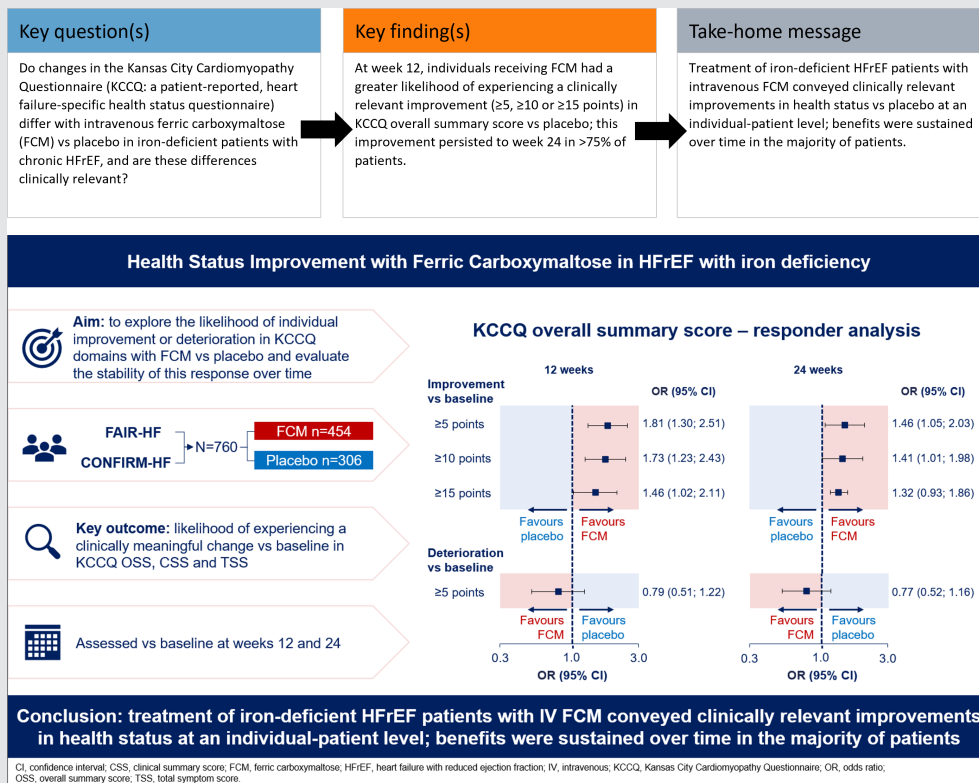 Key question(s)
Do changes in the Kansas City Cardiomyopathy
Questionnaire (KCCQ: a patient-reported, heart
failure-specific health status questionnaire)
differ with intravenous ferric carboxymaltose
(FCM) vs placebo in iron-deficient patients with
chronic HFrEF, and are these differences
clinically relevant?
Key finding(s)
At week 12, individuals receiving FCM had a
greater likelihood of experiencing a clinically
relevant improvement (≥5, ≥10 or ≥15 points) in
KCCQ overall summary score vs placebo; this
improvement persisted to week 24 in >75% of
patients.
Take-home message
Treatment of iron-deficient HFrEF patients with
intravenous FCM conveyed clinically relevant
improvements in health status vs placebo at an
individual-patient level; benefits were sustained
over time in the majority of patients.
Health Status Improvement with Ferric Carboxymaltose in HFrEF with iron deficiency
Aim: to explore the likelihood of individual
improvement or deterioration in KCCQ
domains with FCM vs placebo and evaluate
the stability of this response over time
FAIR-HF
CONFIRM-HF
N=760
FCM n=454
Placebo n=306
Key outcome: likelihood of experiencing a
clinically meaningful change vs baseline in
KCCQ OSS, CSS and TSS
Assessed vs baseline at weeks 12 and 24
KCCQ overall summary score – responder analysis
12 weeks
24 weeks
Improvement
vs baseline
OR (95% CI)
OR (95% CI)
≥5 points
1.81 (1.30; 2.51)
1.46 (1.05; 2.03)
≥10 points
1.73 (1.23; 2.43)
1.41 (1.01; 1.98)
≥15 points
1.46 (1.02; 2.11)
1.32 (0.93; 1.86)
Favours
placebo
Favours
FCM
Favours
placebo
Favours
FCM
Deterioration
vs baseline
≥5 points
0.79 (0.51; 1.22)
0.77 (0.52; 1.16)
Favours
FCM
Favours
placebo
Favours
FCM
Favours
placebo
0.3 1.0 3.0
0.3 1.0 3.0
OR (95% CI)
OR (95% CI)
Conclusion: treatment of iron-deficient HFrEF patients with IV FCM conveyed clinically relevant improvements
in health status at an individual-patient level; benefits were sustained over time in the majority of patients
CI, confidence interval; CSS, clinical summary score; FCM, ferric carboxymaltose; HFrEF, heart failure with reduced ejection fraction; IV, intravenous; KCCQ, Kansas City Cardiomyopathy Questionnaire; OR, odds ratio;
OSS, overall summary score; TSS, total symptom score.